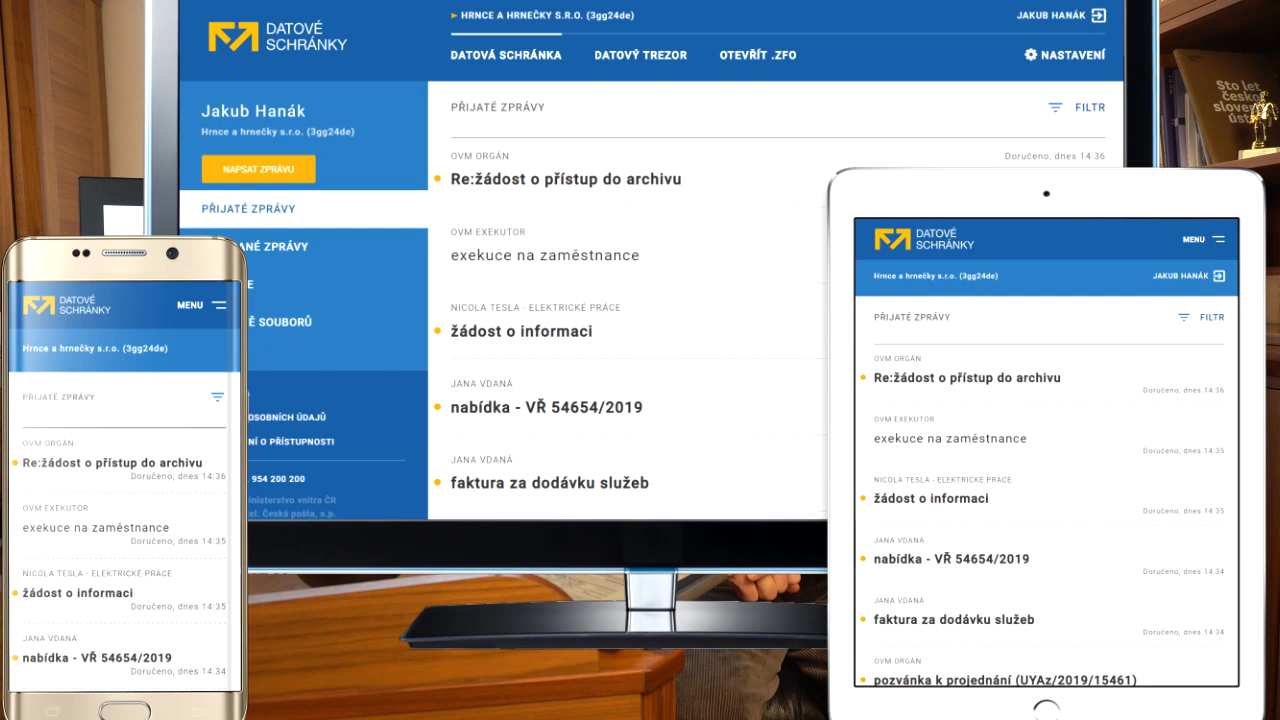 DATOVÉ
SCHRÁNKY
HRNCE A HRNEČKY S.R.O. (3gg24de)
JAKUB HANÁK
DATOVÁ SCHRÁNKA
DATOVÝ TREZOR
OTEVŘÍT .ZFO
NASTAVENÍ
Jakub Hanák
Hrnce a hrnečky s.r.o. (3gg24de)
NAPSAT ZPRÁVU
PŘIJATÉ ZPRÁVY
ANÉ ZPRÁVY
E
Ě SOUBORŮ
OSOBNÍCH ÚDAJŮ
NÍ O PŘÍSTUPNOSTI
954 200 200
inisterstvo vnitra ČR
el: Česká pošta, s.p.
PŘIJATÉ ZPRÁVY
FILTR
OVM ORGÁN
Doručeno, dnes 14:36
Re:žádost o přístup do archivu
OVM EXEKUTOR
exekuce na zaměstnance
NICOLA TESLA - ELEKTRICKÉ PRÁCE
žádost o informaci
JANA VDANÁ
nabídka - VŘ 54654/2019
JANA VDANÁ
faktura za dodávku služeb
Sto let
česko
sloven
ústa
DATOVÉ
SCHRÁNKY
MENU
Hrnce a hrnečky s.r.o. (3gg24de)
PŘIJATÉ ZPRÁVY
OVM ORGÁN
Re:žádost o přístup do archivu
Doručeno, dnes 14:36
OVM EXEKUTOR
exekuce na zaměstnance
Doručeno, dnes 14:35
NICOLA TESLA - ELEKTRICKÉ PRÁCE
žádost o informaci
Doručeno, dnes 14:35
JANA VDANÁ
nabídka - VŘ 54654/2019
Doručeno, dnes 14:34
DATOVÉ
SCHRÁNKY
MENU
Hrnce a hrnečky s.r.o. (3gg24de)
JAKUB HANÁK
PŘIJATÉ ZPRÁVY
FILTR
OVM ORGÁN
Re:žádost o přístup do archivu
Doručeno, dnes 14:36
OVM EXEKUTOR
exekuce na zaměstnance
Doručeno, dnes 14:35
NICOLA TESLA - ELEKTRICKÉ PRÁCE
žádost o informaci
Doručeno, dnes 14:35
JANA VDANÁ
nabídka - VŘ 54654/2019
Doručeno, dnes 14:34
JANA VDANÁ
faktura za dodávku služeb
Doručeno, dnes 14:34
OVM ORGÁN
pozvánka k projednání (UYAz/2019/15461)